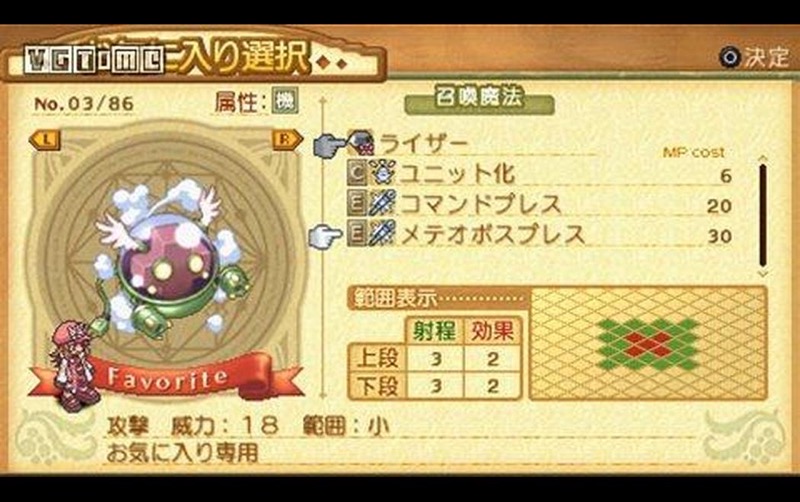 VGTiME に入り選択
決定
No.03/86 属性：機
L R
Favorite
召喚魔法
ライザー
MP cost
C ユニット化 6
E コマンドプレス 20
E メテオボスプレス 30
範囲表示
射程 効果
上段 3 2
下段 3 2
攻撃 威力：18 範囲：小
お気に入り専用